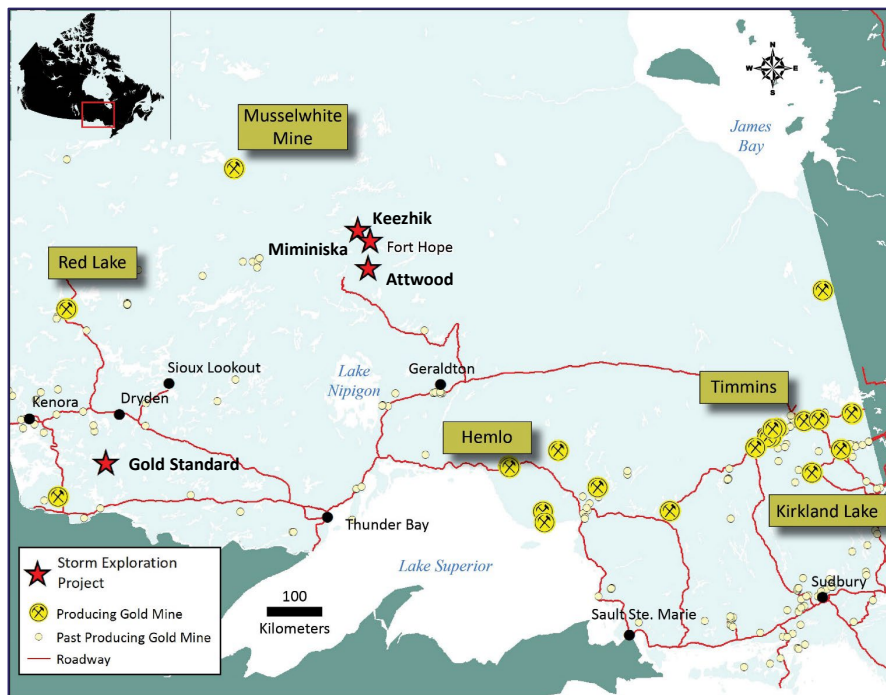 Musselwhite
Mine
N
W
E
S
James
Bay
Keezhik
Miminiska
Fort Hope
Attwood
Red Lake
Sioux Lookout
Lake
Nipigon
Geraldton
Timmins
Kenora
Dryden
Hemlo
Gold Standard
Kirkland Lake
Thunder Bay
Lake Superior
Sudbury
Sault Ste. Marie
Storm Exploration
Project
Producing Gold Mine
Past Producing Gold Mine
Roadway
100
Kilometers